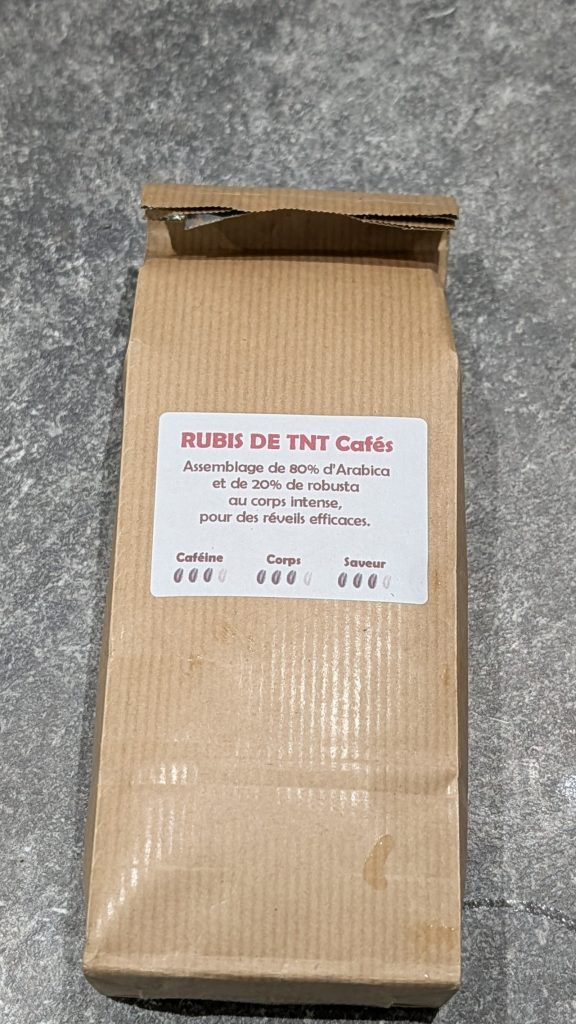 RUBIS DE TNT Cafés
Assemblage de 80% d'Arabica
et de 20% de robusta
au corps intense,
pour des réveils efficaces.
Caféine Corps Saveur